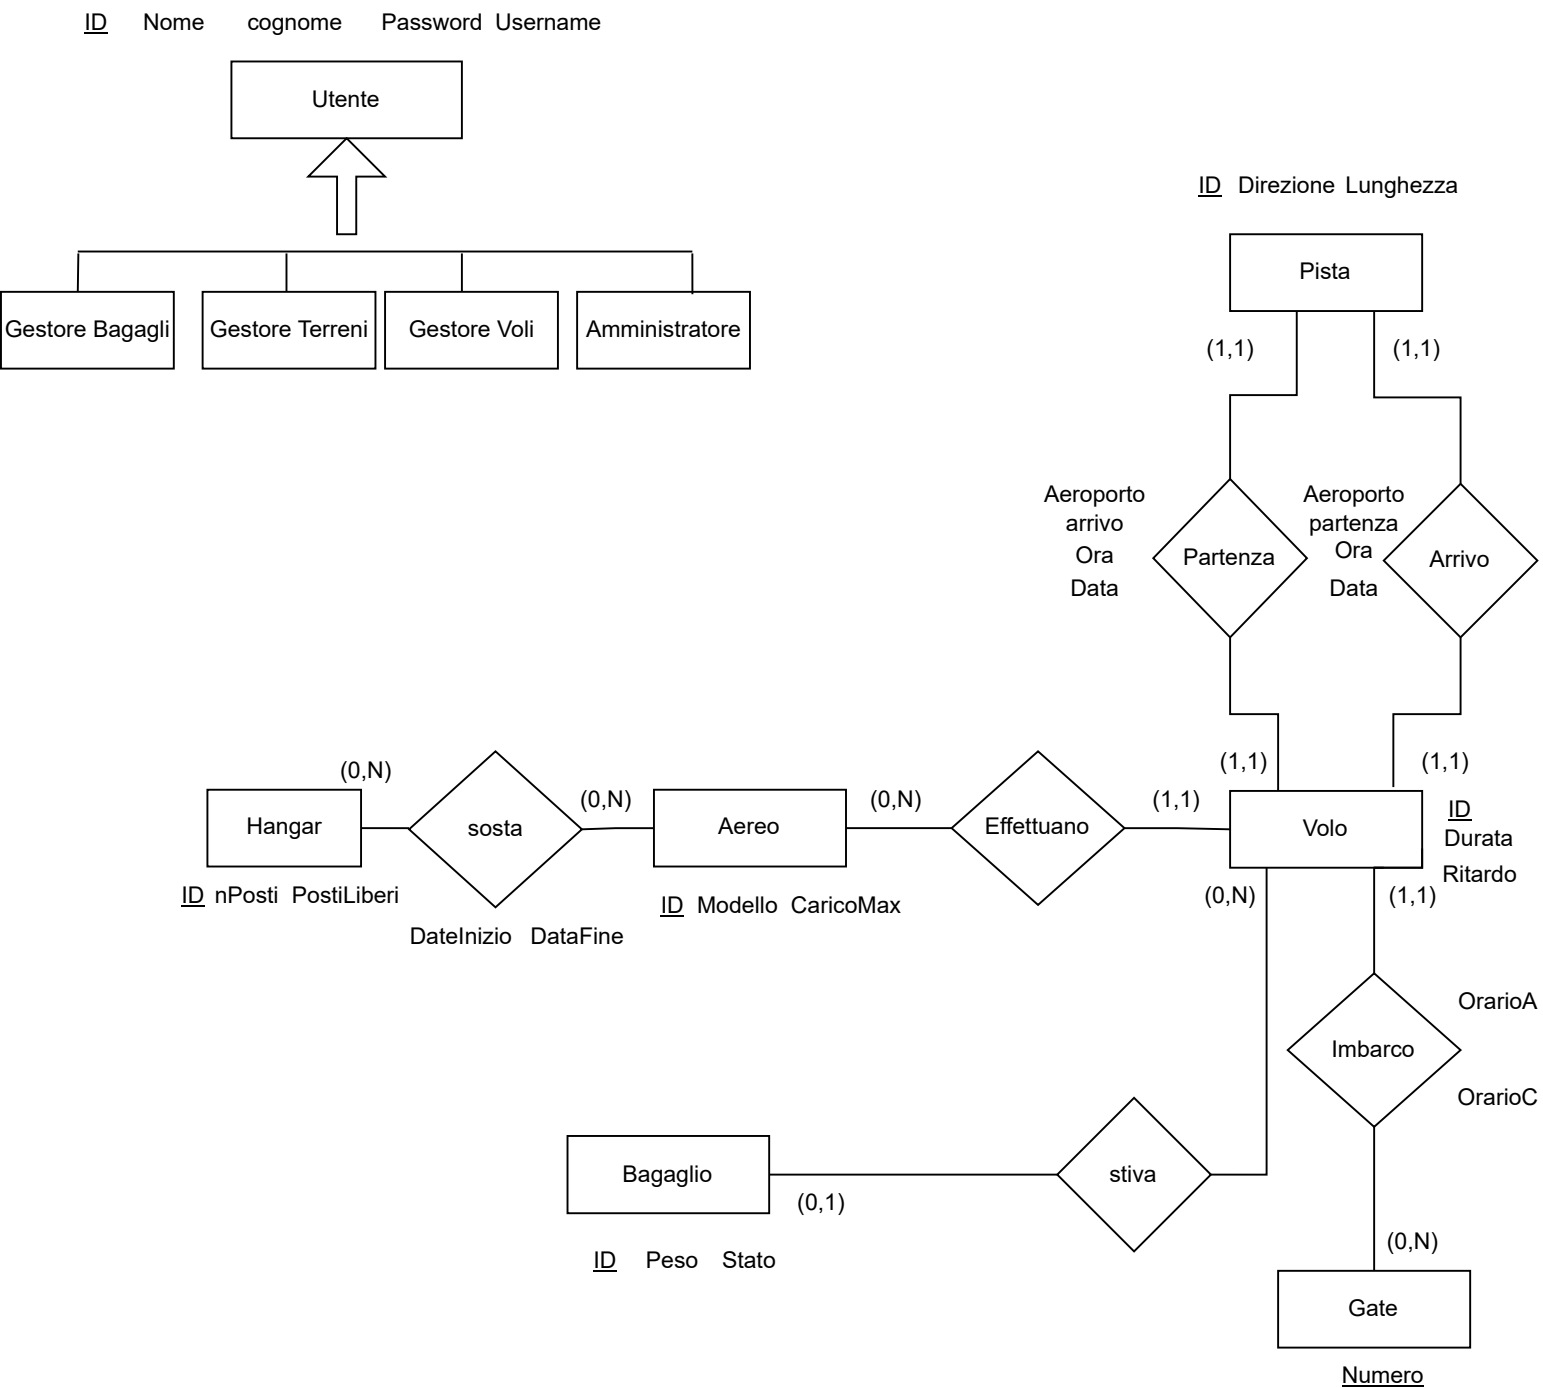 ID Nome cognome Password Username
Utente
Gestore Bagagli Gestore Terreni Gestore Voli Amministratore
ID Direzione Lunghezza
Pista
(1,1) (1,1)
Aeroporto
arrivo
Ora
Data
Partenza
Aeroporto
partenza
Ora
Data
Arrivo
(1,1) (1,1)
(0,N) (0,N) (0,N) (1,1)
Hangar sosta Aereo Effettuano Volo
ID
Durata
Ritardo
ID nPosti PostiLiberi
DateInizio DataFine
ID Modello CaricoMax
(0,N) (1,1)
OrarioA
Imbarco
OrarioC
Bagaglio stiva
(0,1)
ID Peso Stato
(0,N)
Gate
Numero